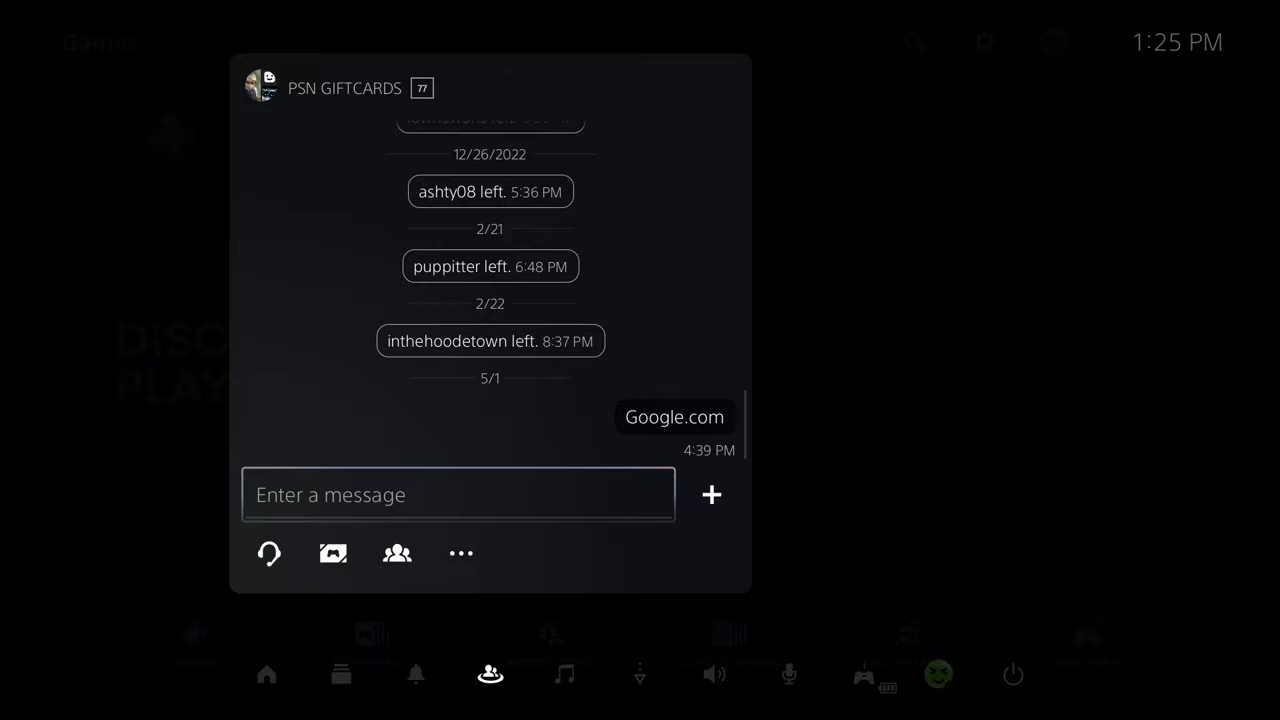 1:25 PM
PSN GIFTCARDS 77
12/26/2022
ashty08 left. 5:36 PM
2/21
puppitter left. 6:48 PM
2/22
inthehoodetown left. 8:37 PM
5/1
Google.com
4:39 PM
Enter a message